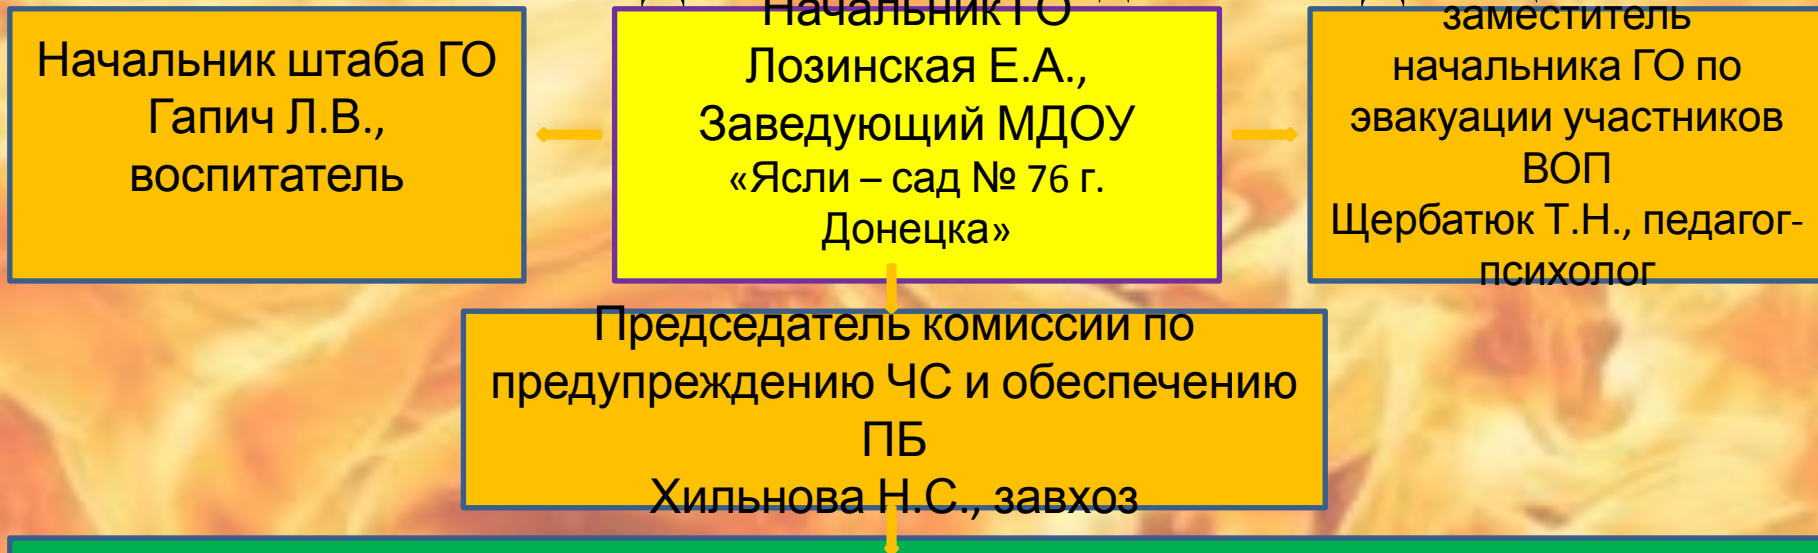 Начальник штаба ГО
Гапич Л.В.,
воспитатель
Начальник ГО
Лозинская Е.А.,
Заведующий МДОУ
«Ясли – сад № 76 г.
Донецка»
заместитель
начальника ГО по
эвакуации участников
ВОП
Щербатюк Т.Н., педагог-
психолог
Председатель комиссии по
предупреждению ЧС и обеспечению
ПБ
Хильнова Н.С., завхоз